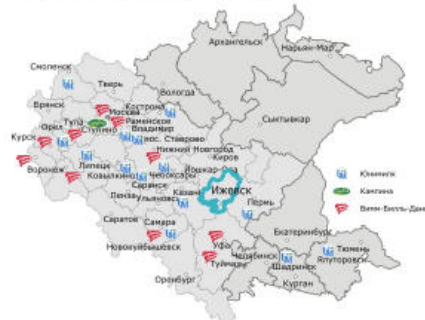 Архангельск
Нарьян-Мар
Смоленск
Тверь
Вологда
Сыктывкар
Брянск
Москва
Кострома
Орел
Тула
Ступино
Раменское
Владимир
пос. Ставрово
Курск
Нижний Новгород
Киров
Йошкар-Ола
Воронеж
Липецк
Ковылкино
Чебоксары
Саранск
Казань
Ижевск
Пенза
Ульяновск
Пермь
Саратов
Самара
Новокуйбышевск
Уфа
Туймазы
Оренбург
Екатеринбург
Челябинск
Тюмень
Ялуторовск
Шадринск
Курган
Юнимилк
Кампина
Вимм-Билль-Данн